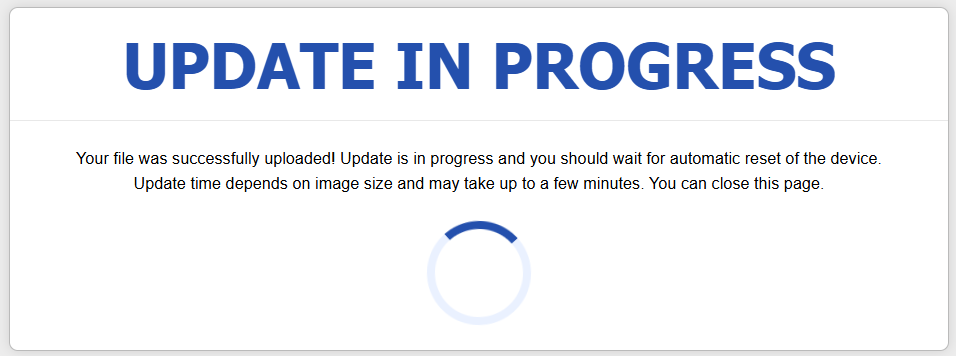 UPDATE IN PROGRESS
Your file was successfully uploaded! Update is in progress and you should wait for automatic reset of the device.
Update time depends on image size and may take up to a few minutes. You can close this page.